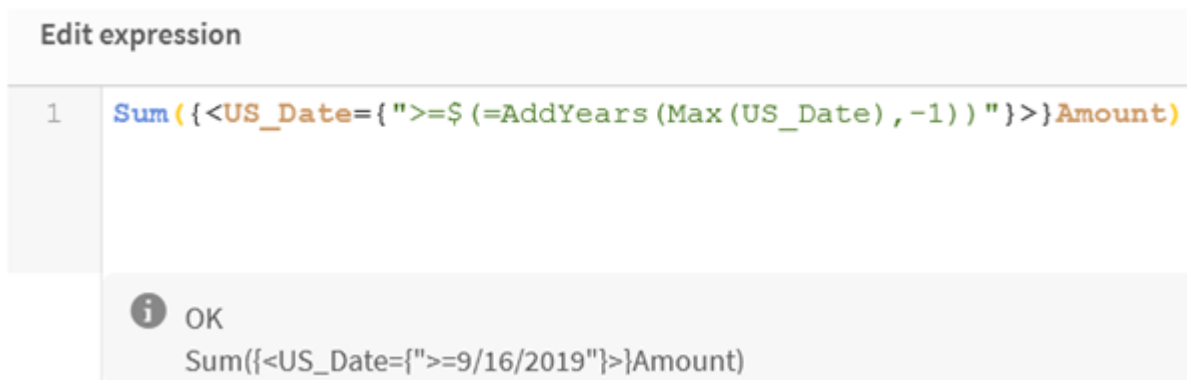 Edit expression
1 Sum({<US_Date={">=$(=AddYears(Max(US_Date),-1))"}>}Amount)
OK
Sum({<US_Date={">=9/16/2019"}>}Amount)